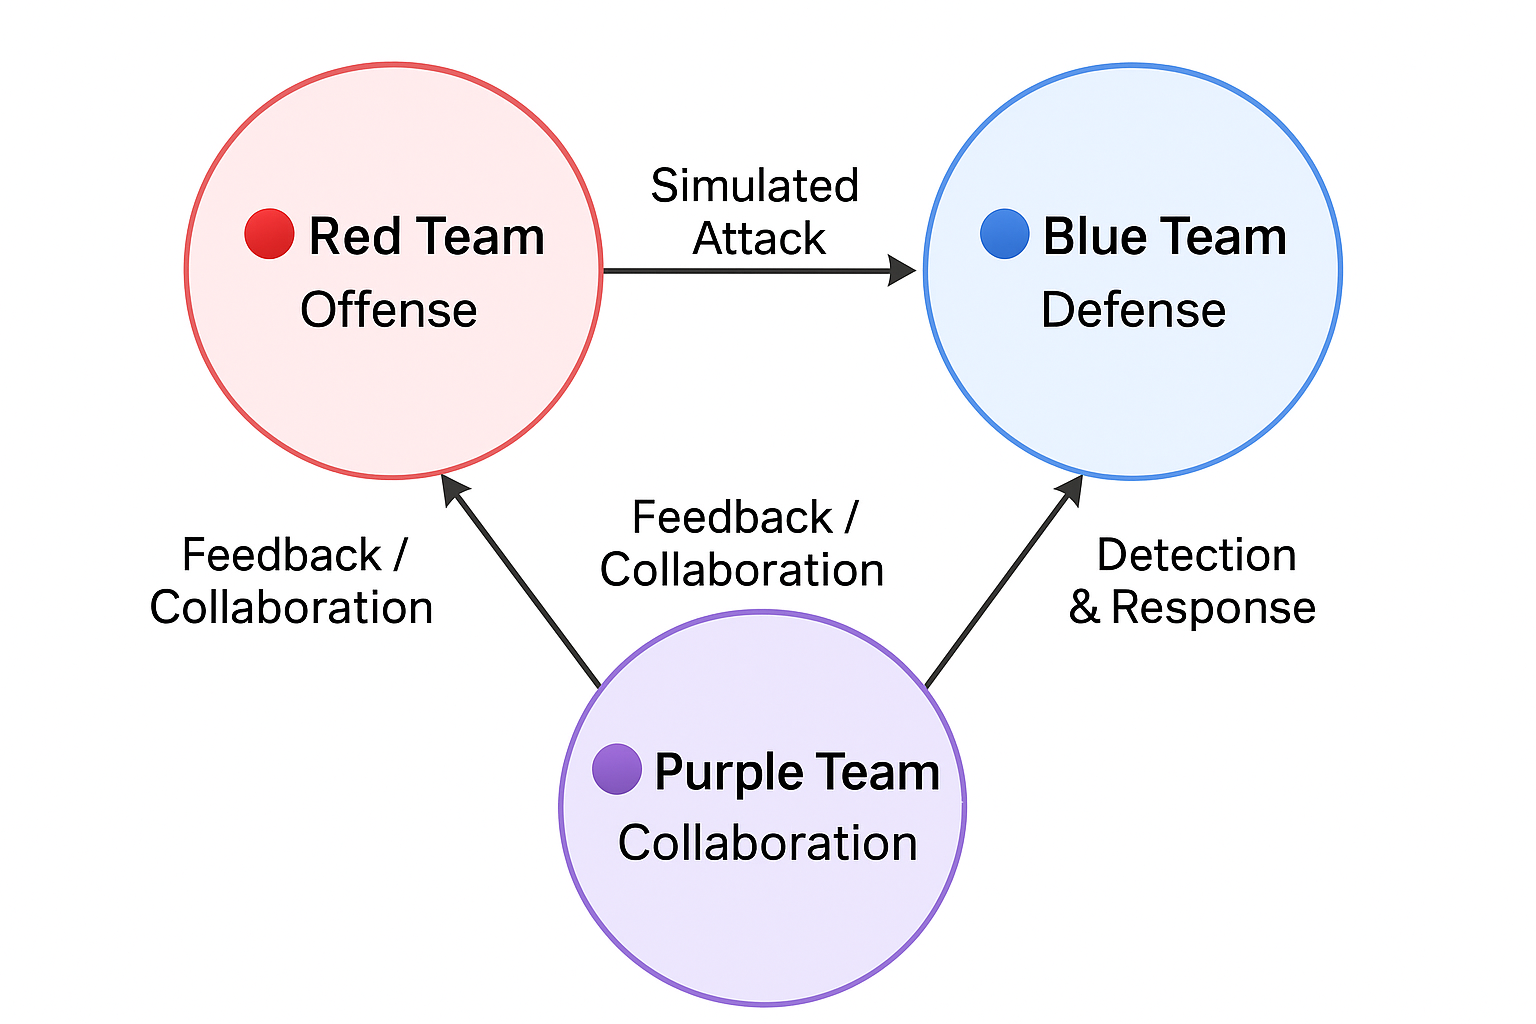 Red Team
Offense
Simulated
Attack
Blue Team
Defense
Feedback /
Collaboration
Feedback /
Collaboration
Detection
& Response
Purple Team
Collaboration